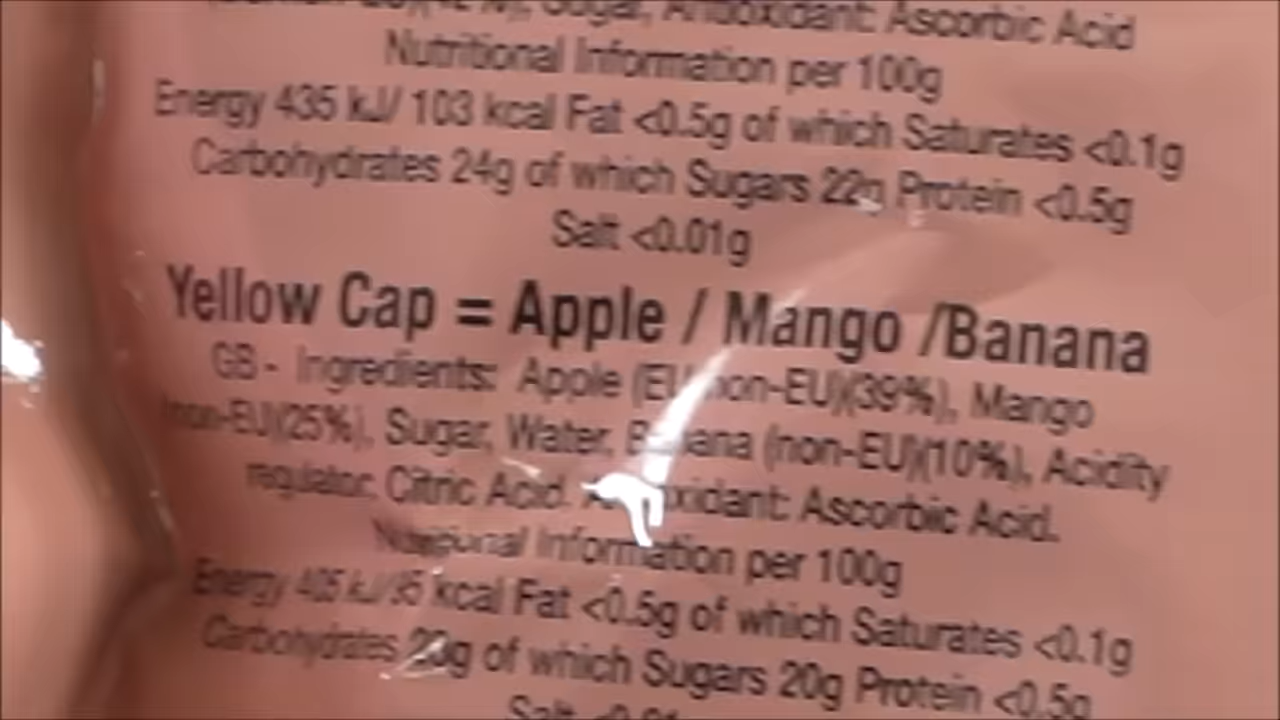 Sugar, Antioxidant: Ascorbic Acid
Nutritional Information per 100g
Energy 435 kJ/ 103 kcal Fat <0.5g of which Saturates <0.1g
Carbohydrates 24g of which Sugars 22g Protein <0.5g
Salt <0.01g
Yellow Cap = Apple / Mango /Banana
GB - Ingredients: Apple (EU non-EU)(39%), Mango
(non-EU)(25%), Sugar, Water, Banana (non-EU)(10%), Acidity
regulator: Citric Acid. Antioxidant: Ascorbic Acid.
Nutritional Information per 100g
Energy 405 kJ/95 kcal Fat <0.5g of which Saturates <0.1g
Carbohydrates 23g of which Sugars 20g Protein <0.5g
Salt